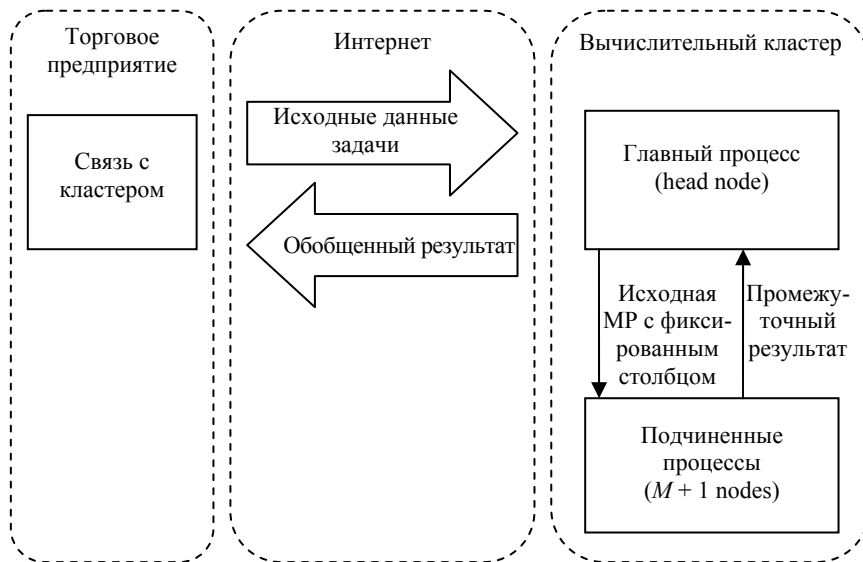 Торговое
предприятие
Связь с
кластером
Интернет
Исходные данные
задачи
Обобщенный результат
Вычислительный кластер
Главный процесс
(head node)
Исходная
МР с фикси-
рованным
столбцом
Промежу-
точный
результат
Подчиненные
процессы
(M + 1 nodes)